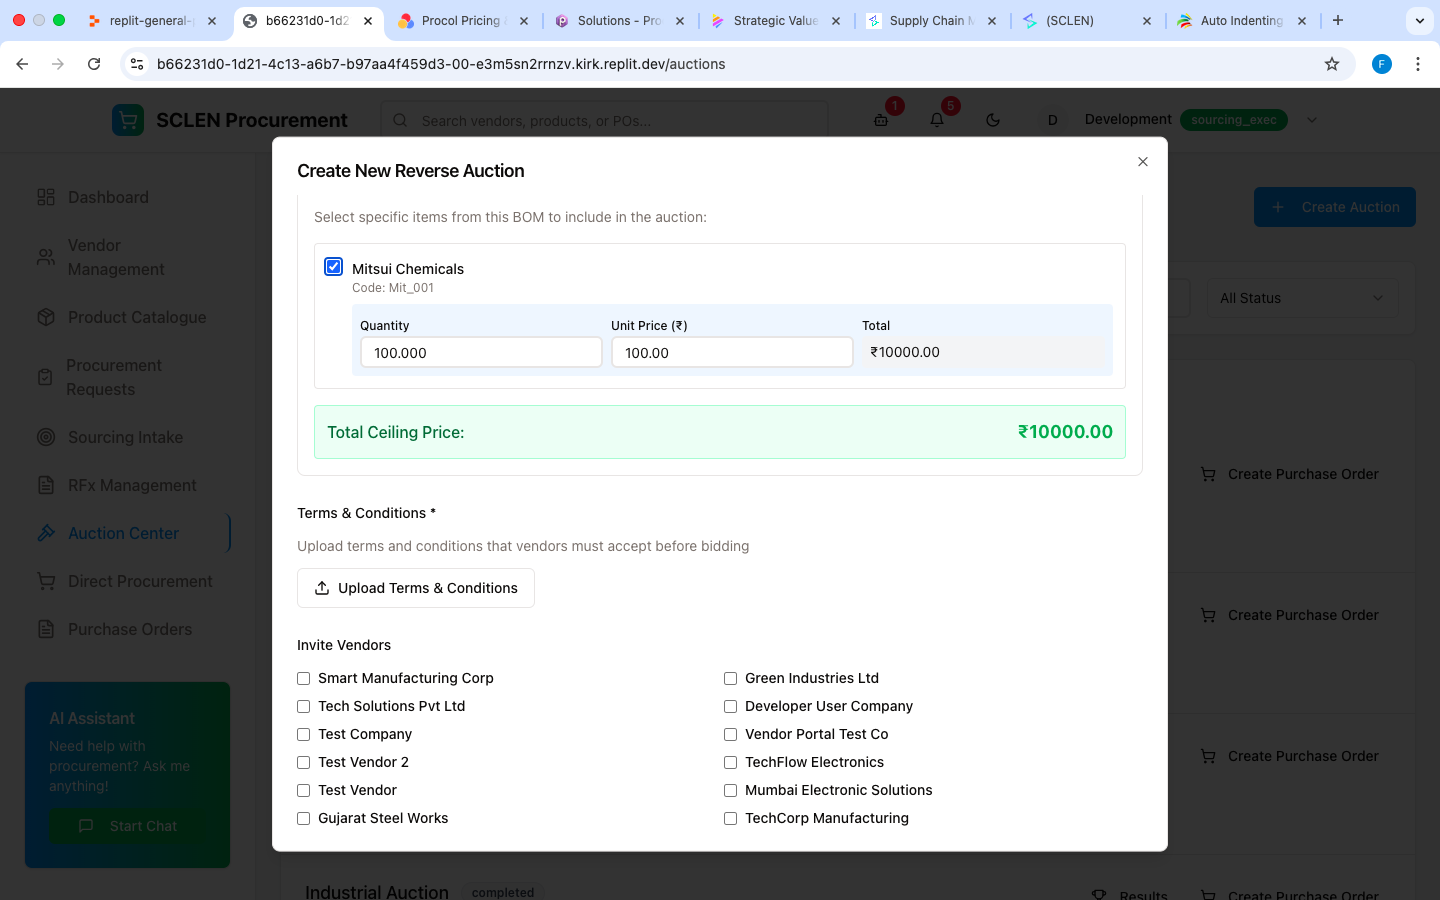 replit-general-
b66231d0-1d2
Procol Pricing
Solutions - Pro
Strategic Value
Supply Chain M
(SCLEN)
Auto Indenting
b66231d0-1d21-4c13-a6b7-b97aa4f459d3-00-e3m5sn2rrnzv.kirk.replit.dev/auctions
F
SCLEN Procurement
Search vendors, products, or POs...
1
5
D
Development
sourcing_exec
Dashboard
Vendor
Management
Product Catalogue
Procurement
Requests
Sourcing Intake
RFx Management
Auction Center
Direct Procurement
Purchase Orders
AI Assistant
Need help with
procurement? Ask me
anything!
Start Chat
Create New Reverse Auction
Select specific items from this BOM to include in the auction:
Mitsui Chemicals
Code: Mit_001
Quantity
Unit Price (₹)
Total
100.000
100.00
₹10000.00
Total Ceiling Price:
₹10000.00
Terms & Conditions *
Upload terms and conditions that vendors must accept before bidding
Upload Terms & Conditions
Invite Vendors
Smart Manufacturing Corp
Green Industries Ltd
Tech Solutions Pvt Ltd
Developer User Company
Test Company
Vendor Portal Test Co
Test Vendor 2
TechFlow Electronics
Test Vendor
Mumbai Electronic Solutions
Gujarat Steel Works
TechCorp Manufacturing
Create Auction
All Status
Create Purchase Order
Create Purchase Order
Create Purchase Order
Industrial Auction
completed
Results
Create Purchase Order